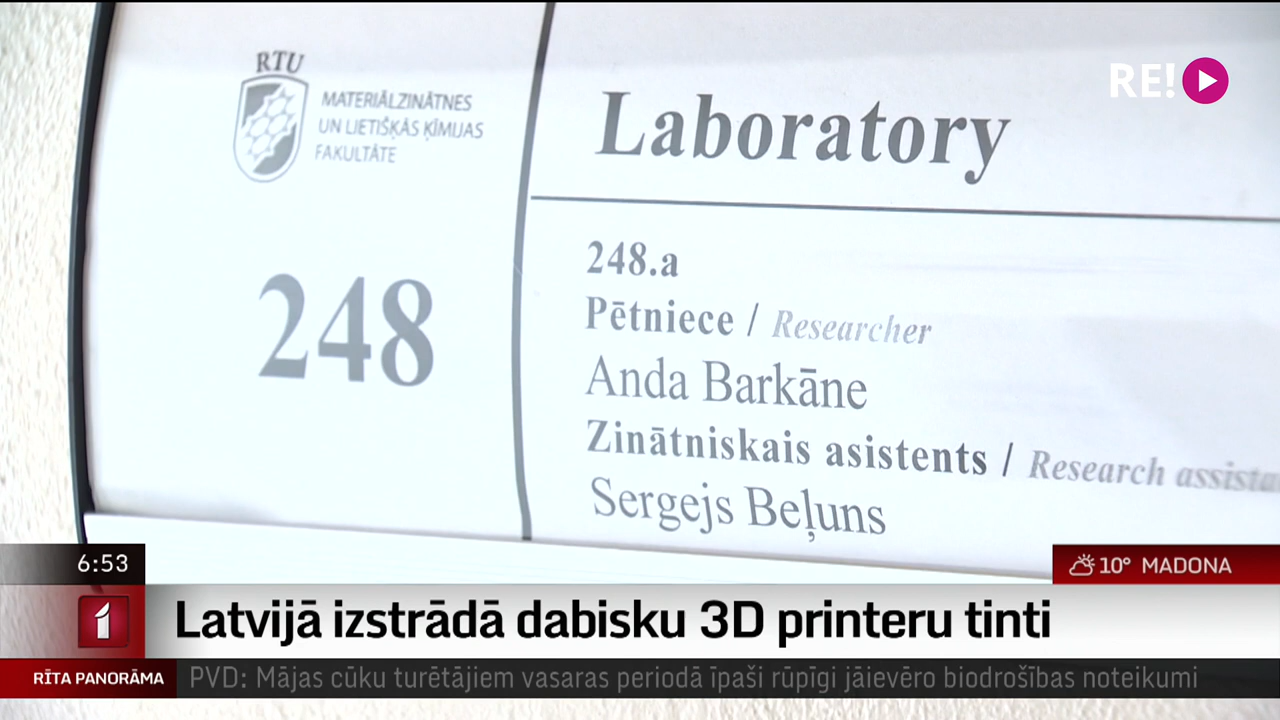 RE!
RTU
MATERIĀLZINĀTNES
UN LIETIŠĶĀS ĶĪMIJAS
FAKULTĀTE
248
Laboratory
248.a
Pētniece / Researcher
Anda Barkāne
Zinātniskais asistents / Research assista
Sergejs Beļuns
6:53
10° MADONA
1
Latvijā izstrādā dabisku 3D printeru tinti
RĪTA PANORĀMA
PVD: Mājas cūku turētājiem vasaras periodā īpaši rūpīgi jāievēro biodrošības noteikumi